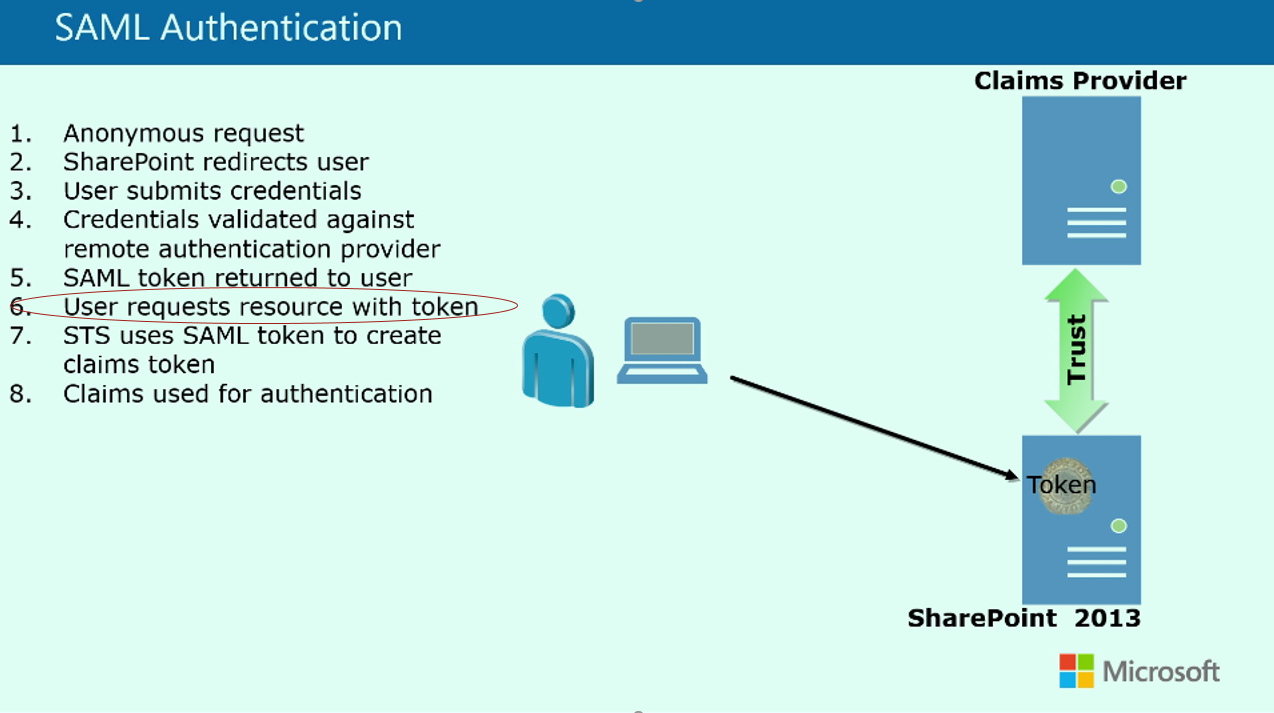 SAML Authentication
Claims Provider
1. Anonymous request
2. SharePoint redirects user
3. User submits credentials
4. Credentials validated against
remote authentication provider
5. SAML token returned to user
6. User requests resource with token
7. STS uses SAML token to create
claims token
8. Claims used for authentication
Trust
Token
SharePoint 2013
Microsoft